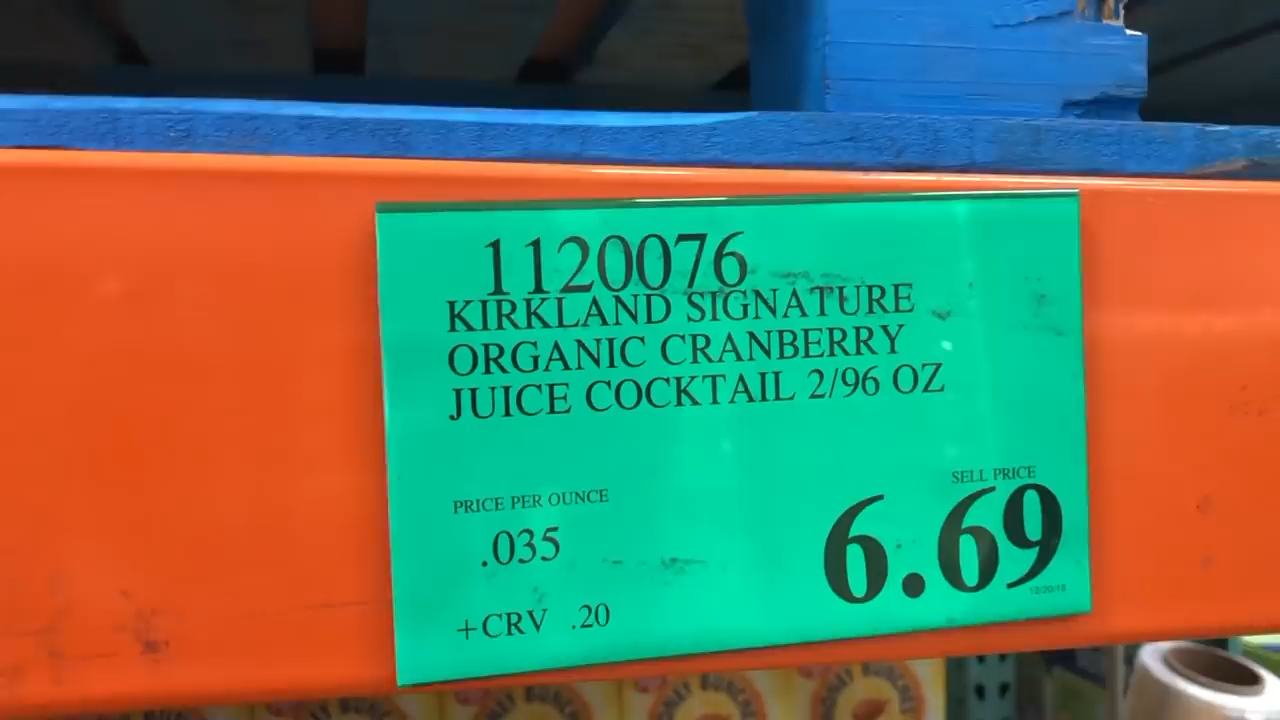 1120076
KIRKLAND SIGNATURE
ORGANIC CRANBERRY
JUICE COCKTAIL 2/96 OZ
PRICE PER OUNCE
.035
+CRV .20
SELL PRICE
6.69